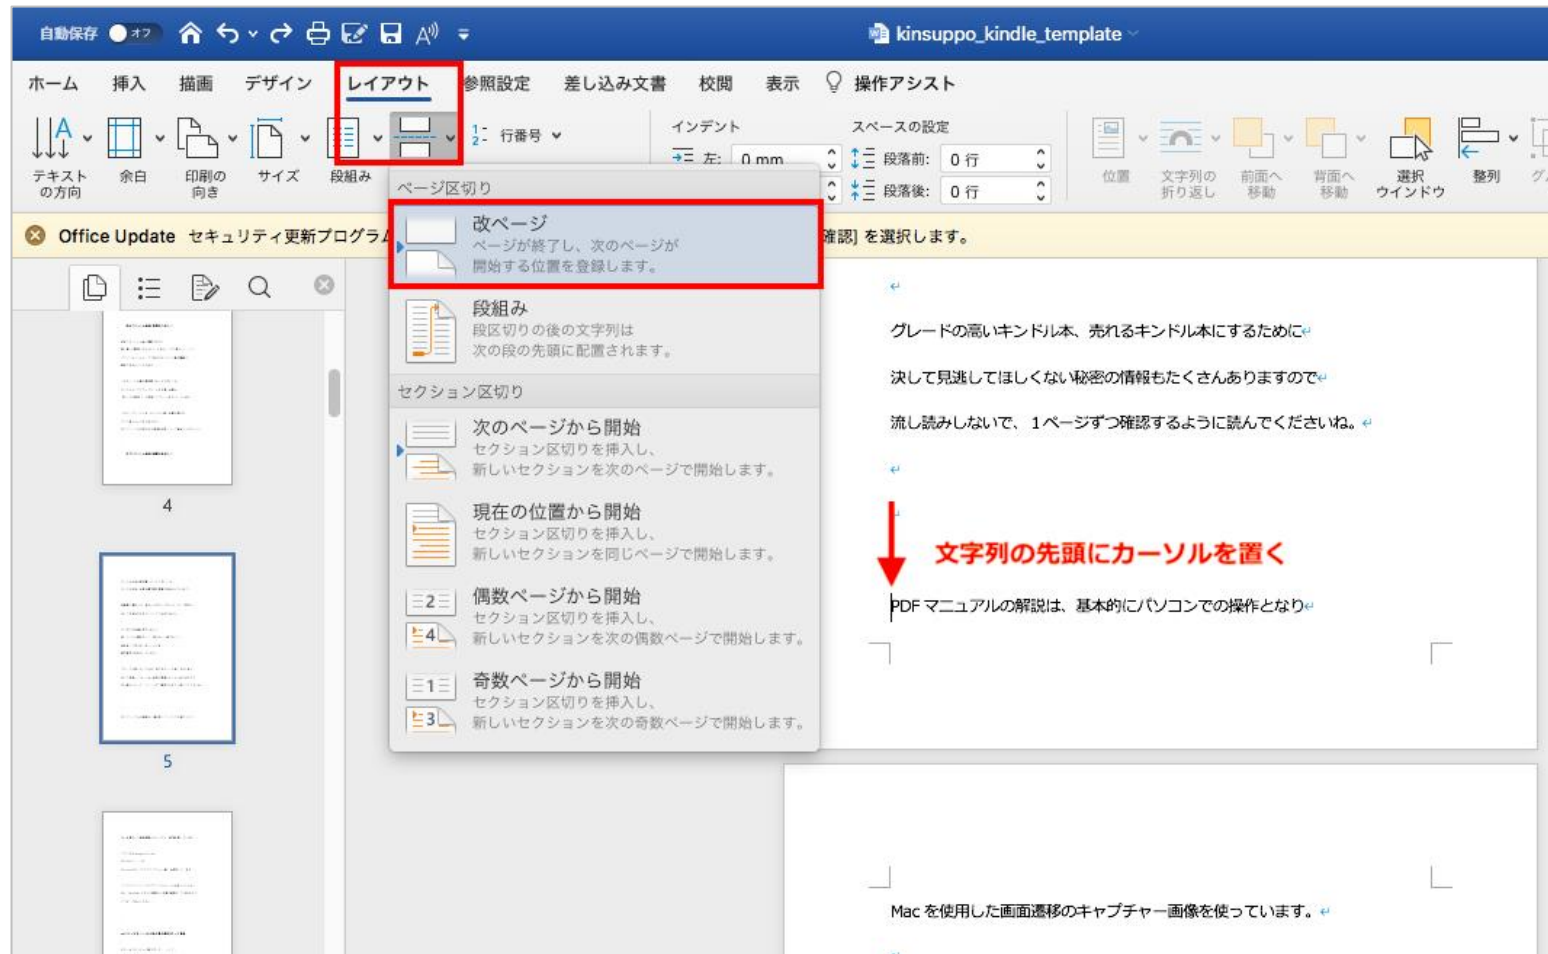 自動保存 オフ
kinsuppo_kindle_template
ホーム 挿入 描画 デザイン レイアウト 参照設定 差し込み文書 校閲 表示 操作アシスト
テキストの方向
余白
印刷の向き
サイズ
段組み
行番号
インデント
左: 0 mm
スペースの設定
段落前: 0 行
段落後: 0 行
位置
文字列の折り返し
前面へ移動
背面へ移動
選択ウインドウ
整列
Office Update セキュリティ更新プログラム
確認] を選択します。
ページ区切り
改ページ
ページが終了し、次のページが
開始する位置を登録します。
段組み
段区切りの後の文字列は
次の段の先頭に配置されます。
セクション区切り
次のページから開始
セクション区切りを挿入し、
新しいセクションを次のページで開始します。
現在の位置から開始
セクション区切りを挿入し、
新しいセクションを同じページで開始します。
偶数ページから開始
セクション区切りを挿入し、
新しいセクションを次の偶数ページで開始します。
奇数ページから開始
セクション区切りを挿入し、
新しいセクションを次の奇数ページで開始します。
4
5
グレードの高いキンドル本、売れるキンドル本にするために
決して見逃してほしくない秘密の情報もたくさんありますので
流し読みしないで、1ページずつ確認するように読んでくださいね。
文字列の先頭にカーソルを置く
PDF マニュアルの解説は、基本的にパソコンでの操作となり
Mac を使用した画面遷移のキャプチャー画像を使っています。